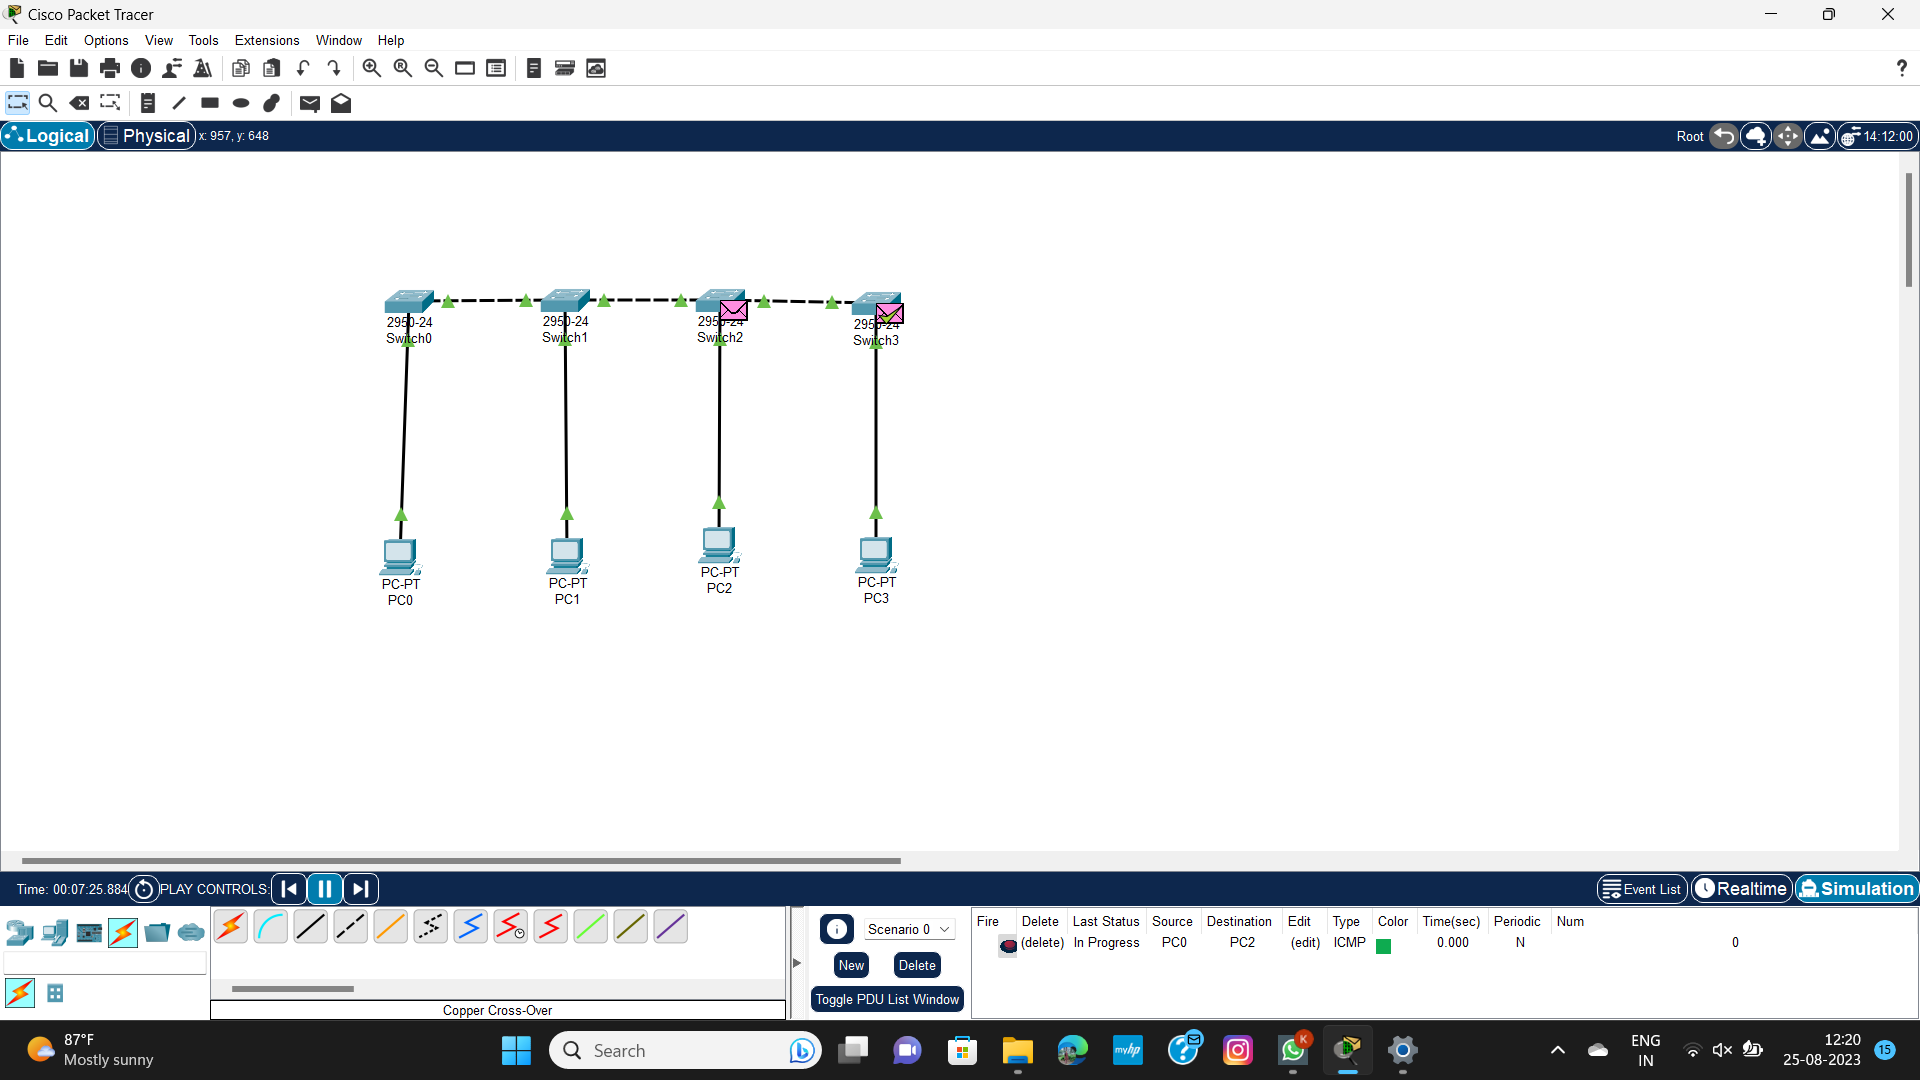 Cisco Packet Tracer
File Edit Options View Tools Extensions Window Help
Logical Physical x: 957, y: 648 Root 14:12:00
2950-24
Switch0
2950-24
Switch1
2950-24
Switch2
2950-24
Switch3
PC-PT
PC0
PC-PT
PC1
PC-PT
PC2
PC-PT
PC3
Time: 00:07:25.884 PLAY CONTROLS: Event List Realtime Simulation
Scenario 0
New Delete
Toggle PDU List Window
Fire Delete Last Status Source Destination Edit Type Color Time(sec) Periodic Num
(delete) In Progress PC0 PC2 (edit) ICMP 0.000 N 0
Copper Cross-Over
87°F
Mostly sunny
Search
myhp
K
ENG
IN
12:20
25-08-2023
15